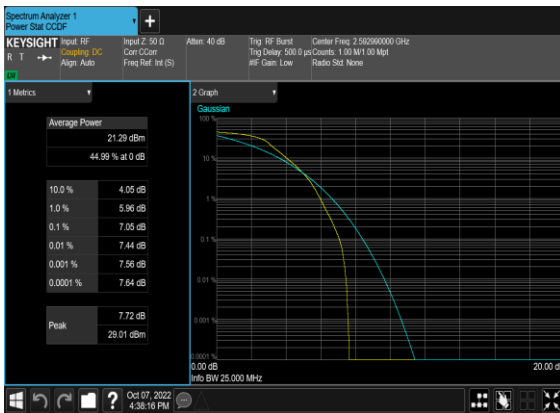 Spectrum Analyzer 1
Power Stat CCDF
KEYSIGHT
R T
LV
Input: RF
Coupling: DC
Align: Auto
Input Z: 50 Ω
Corr CCorr
Freq Ref: Int (S)
Atten: 40 dB
Trig: RF Burst
Trig Delay: 500.0 µs
#IF Gain: Low
Center Freq: 2.592990000 GHz
Counts: 1.00 M/1.00 Mpt
Radio Std: None
1 Metrics
Average Power
21.29 dBm
44.99 % at 0 dB
10.0 % 4.05 dB
1.0 % 5.96 dB
0.1 % 7.05 dB
0.01 % 7.44 dB
0.001 % 7.56 dB
0.0001 % 7.64 dB
Peak
7.72 dB
29.01 dBm
2 Graph
Gaussian
100 %
10 %
1 %
0.1 %
0.01 %
0.001 %
0.0001 %
0.00 dB
20.00 d
Info BW 25.000 MHz
?
Oct 07, 2022
4:38:16 PM